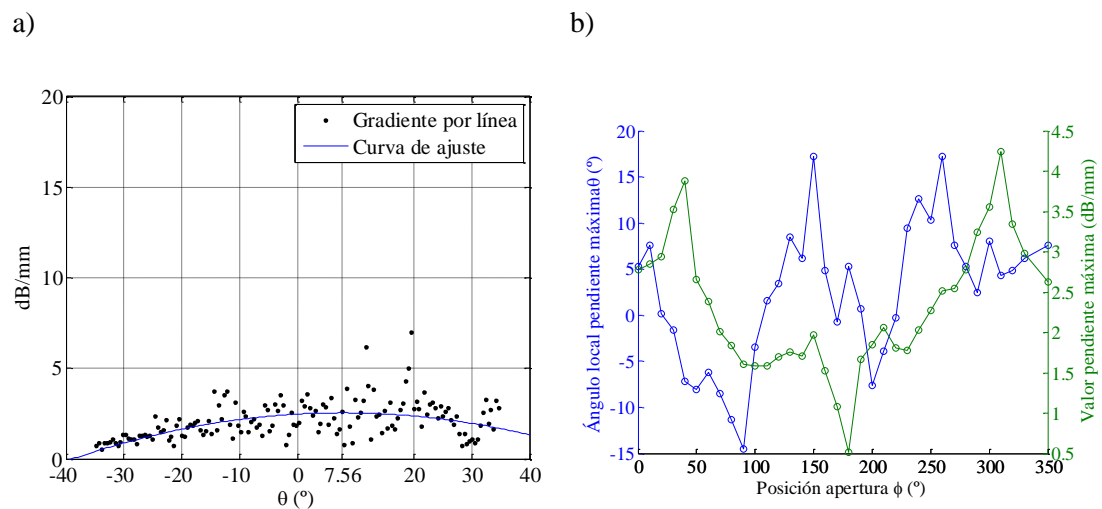 a)
b)
20
15
10
5
0
dB/mm
-40 -30 -20 -10 0 7.56 20 30 40
θ (º)
Gradiente por línea
Curva de ajuste
20
15
10
5
0
-5
-10
-15
Ángulo local pendiente máximaθ (º)
4.5
4
3.5
3
2.5
2
1.5
1
0.5
Valor pendiente máxima (dB/mm)
0 50 100 150 200 250 300 350
Posición apertura ϕ (º)